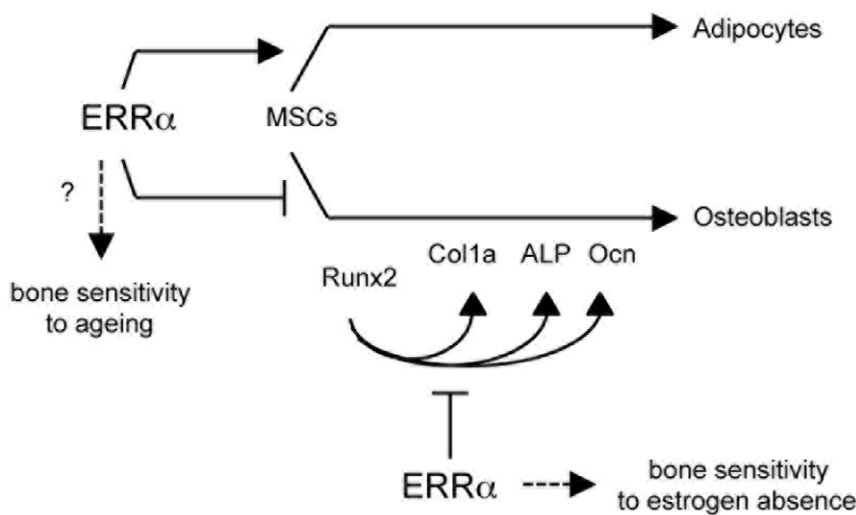 Adipocytes
ERRα
MSCs
?
Osteoblasts
bone sensitivity
to ageing
Runx2
Col1a
ALP
Ocn
ERRα
bone sensitivity
to estrogen absence